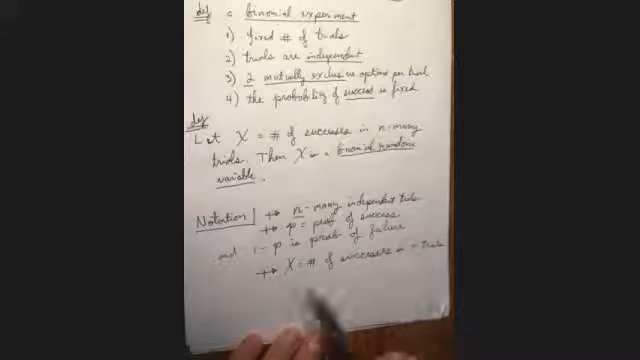 def a binomial experiment
1) fixed # of trials
2) trials are independent
3) 2 mutually exclusive options per trial
4) the probability of success is fixed
def
Let X = # of successes in n-many
trials. Then X is a binomial random
variable.
Notation n-many independent trials
p = prob of success
and 1-p is prob of failure
X = # of successes in n trials